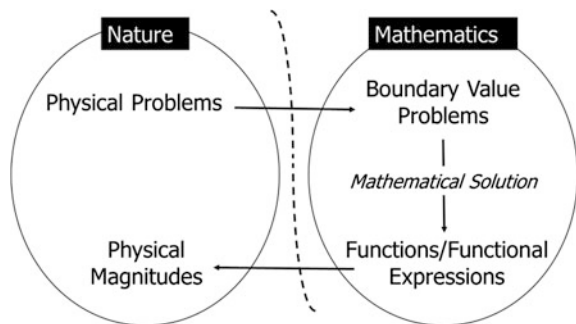 Nature
Mathematics
Physical Problems
Boundary Value
Problems
Mathematical Solution
Physical
Magnitudes
Functions/Functional
Expressions